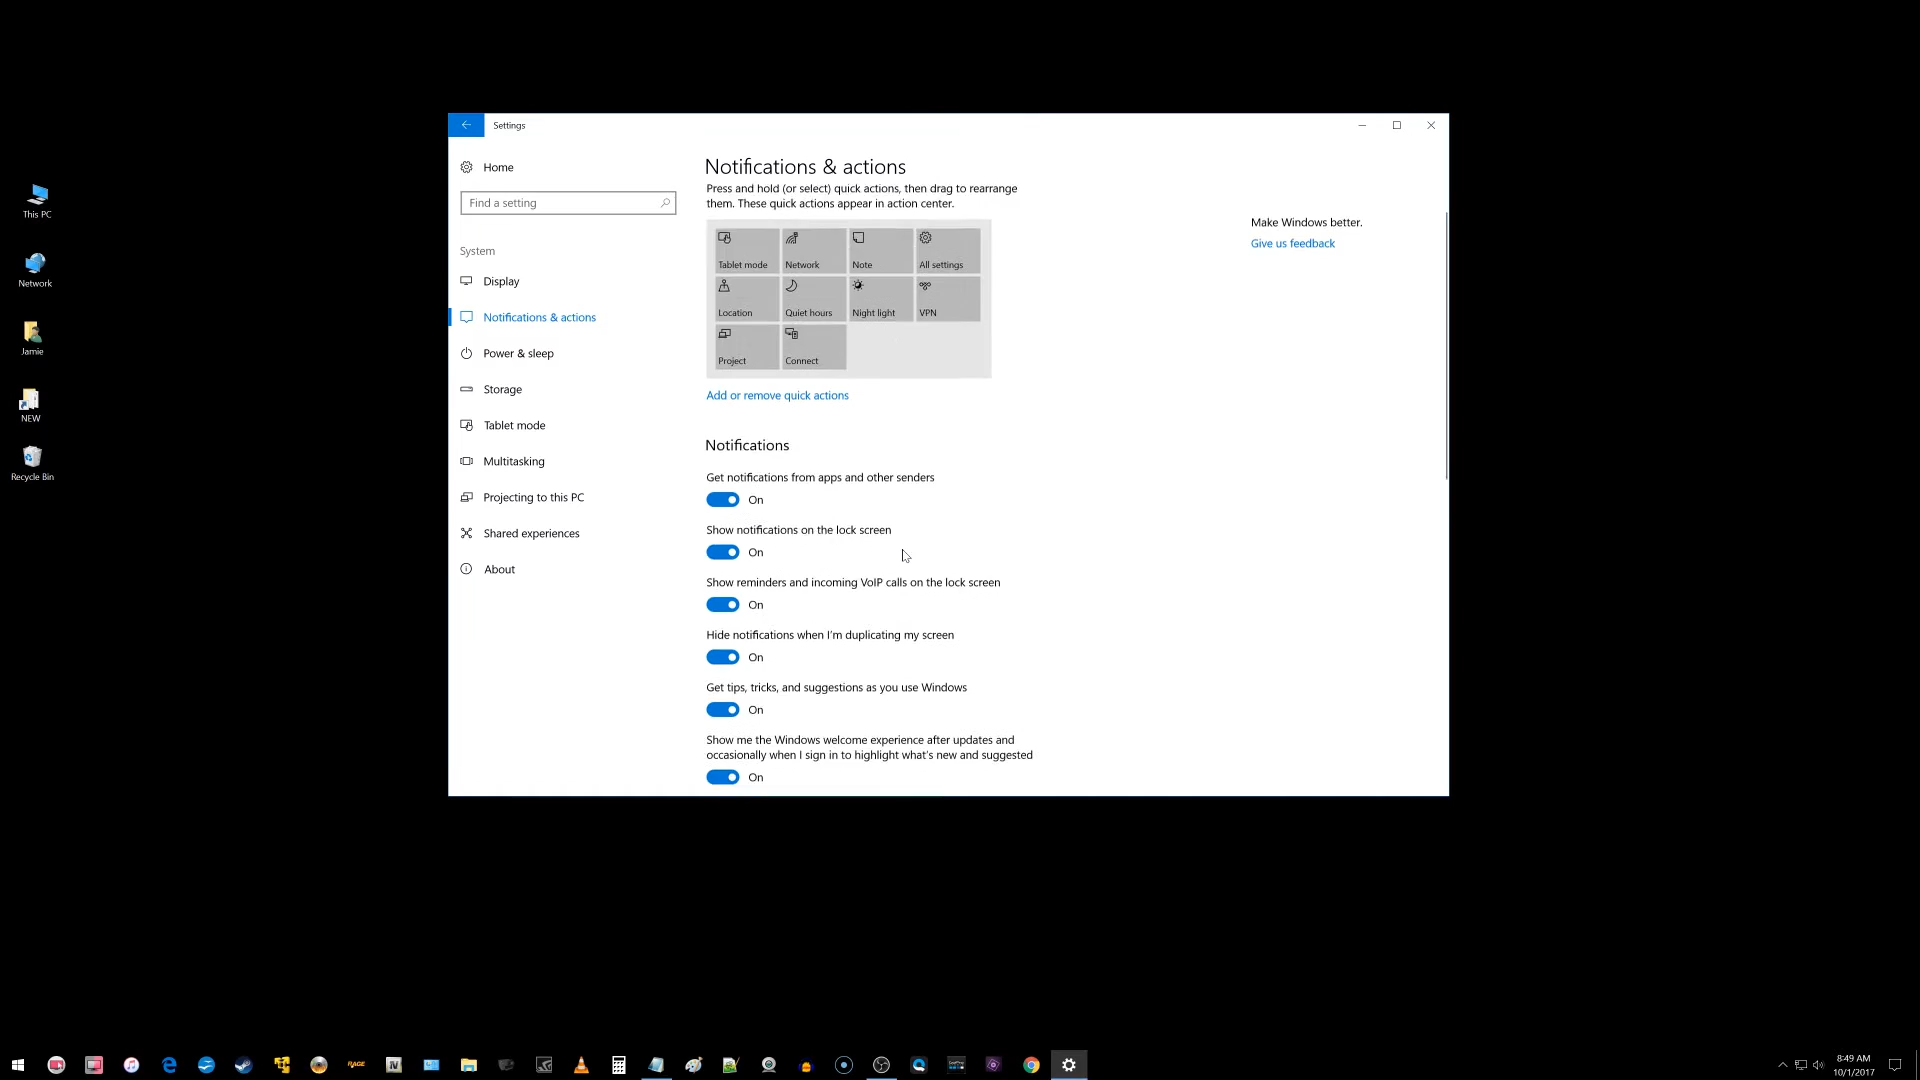 Settings
Home
Find a setting
System
Display
Notifications & actions
Power & sleep
Storage
Tablet mode
Multitasking
Projecting to this PC
Shared experiences
About
Notifications & actions
Press and hold (or select) quick actions, then drag to rearrange
them. These quick actions appear in action center.
Tablet mode
Network
Note
All settings
Location
Quiet hours
Night light
VPN
Project
Connect
Add or remove quick actions
Notifications
Get notifications from apps and other senders
On
Show notifications on the lock screen
On
Show reminders and incoming VoIP calls on the lock screen
On
Hide notifications when I'm duplicating my screen
On
Get tips, tricks, and suggestions as you use Windows
On
Show me the Windows welcome experience after updates and
occasionally when I sign in to highlight what's new and suggested
On
Make Windows better.
Give us feedback
This PC
Network
Jamie
NEW
Recycle Bin
RAGE
8:49 AM
10/1/2017